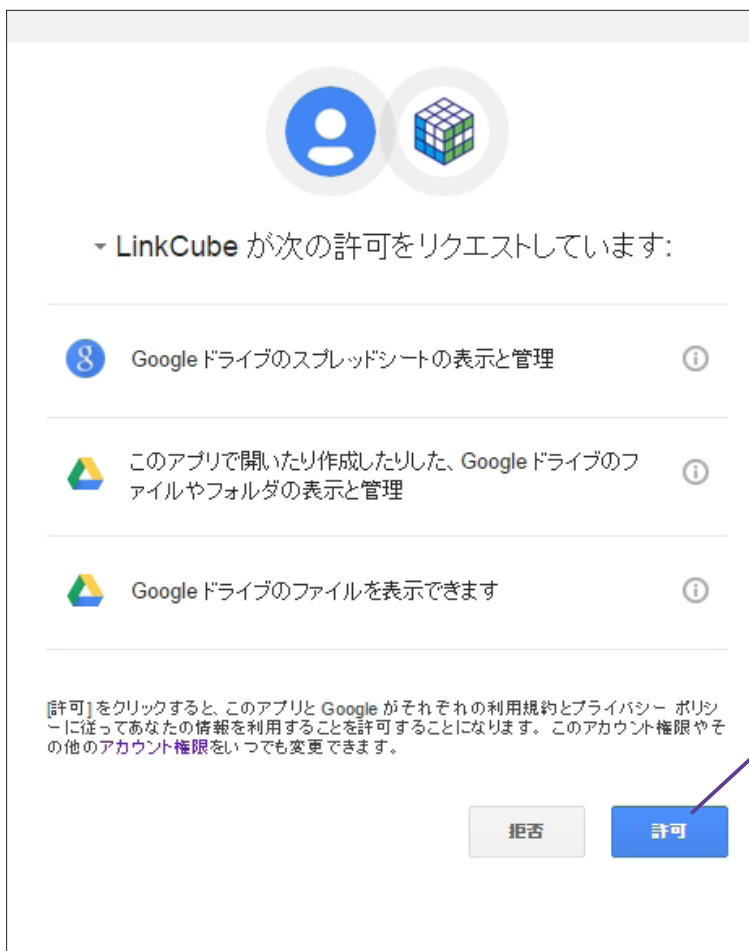 LinkCube が次の許可をリクエストしています:
Google ドライブのスプレッドシートの表示と管理
このアプリで開いたり作成したりした、Google ドライブのフ
ァイルやフォルダの表示と管理
Google ドライブのファイルを表示できます
[許可] をクリックすると、このアプリと Google がそれぞれの利用規約とプライバシー ポリシ
ーに従ってあなたの情報を利用することを許可することになります。このアカウント権限やそ
の他のアカウント権限をいつでも変更できます。
拒否
許可